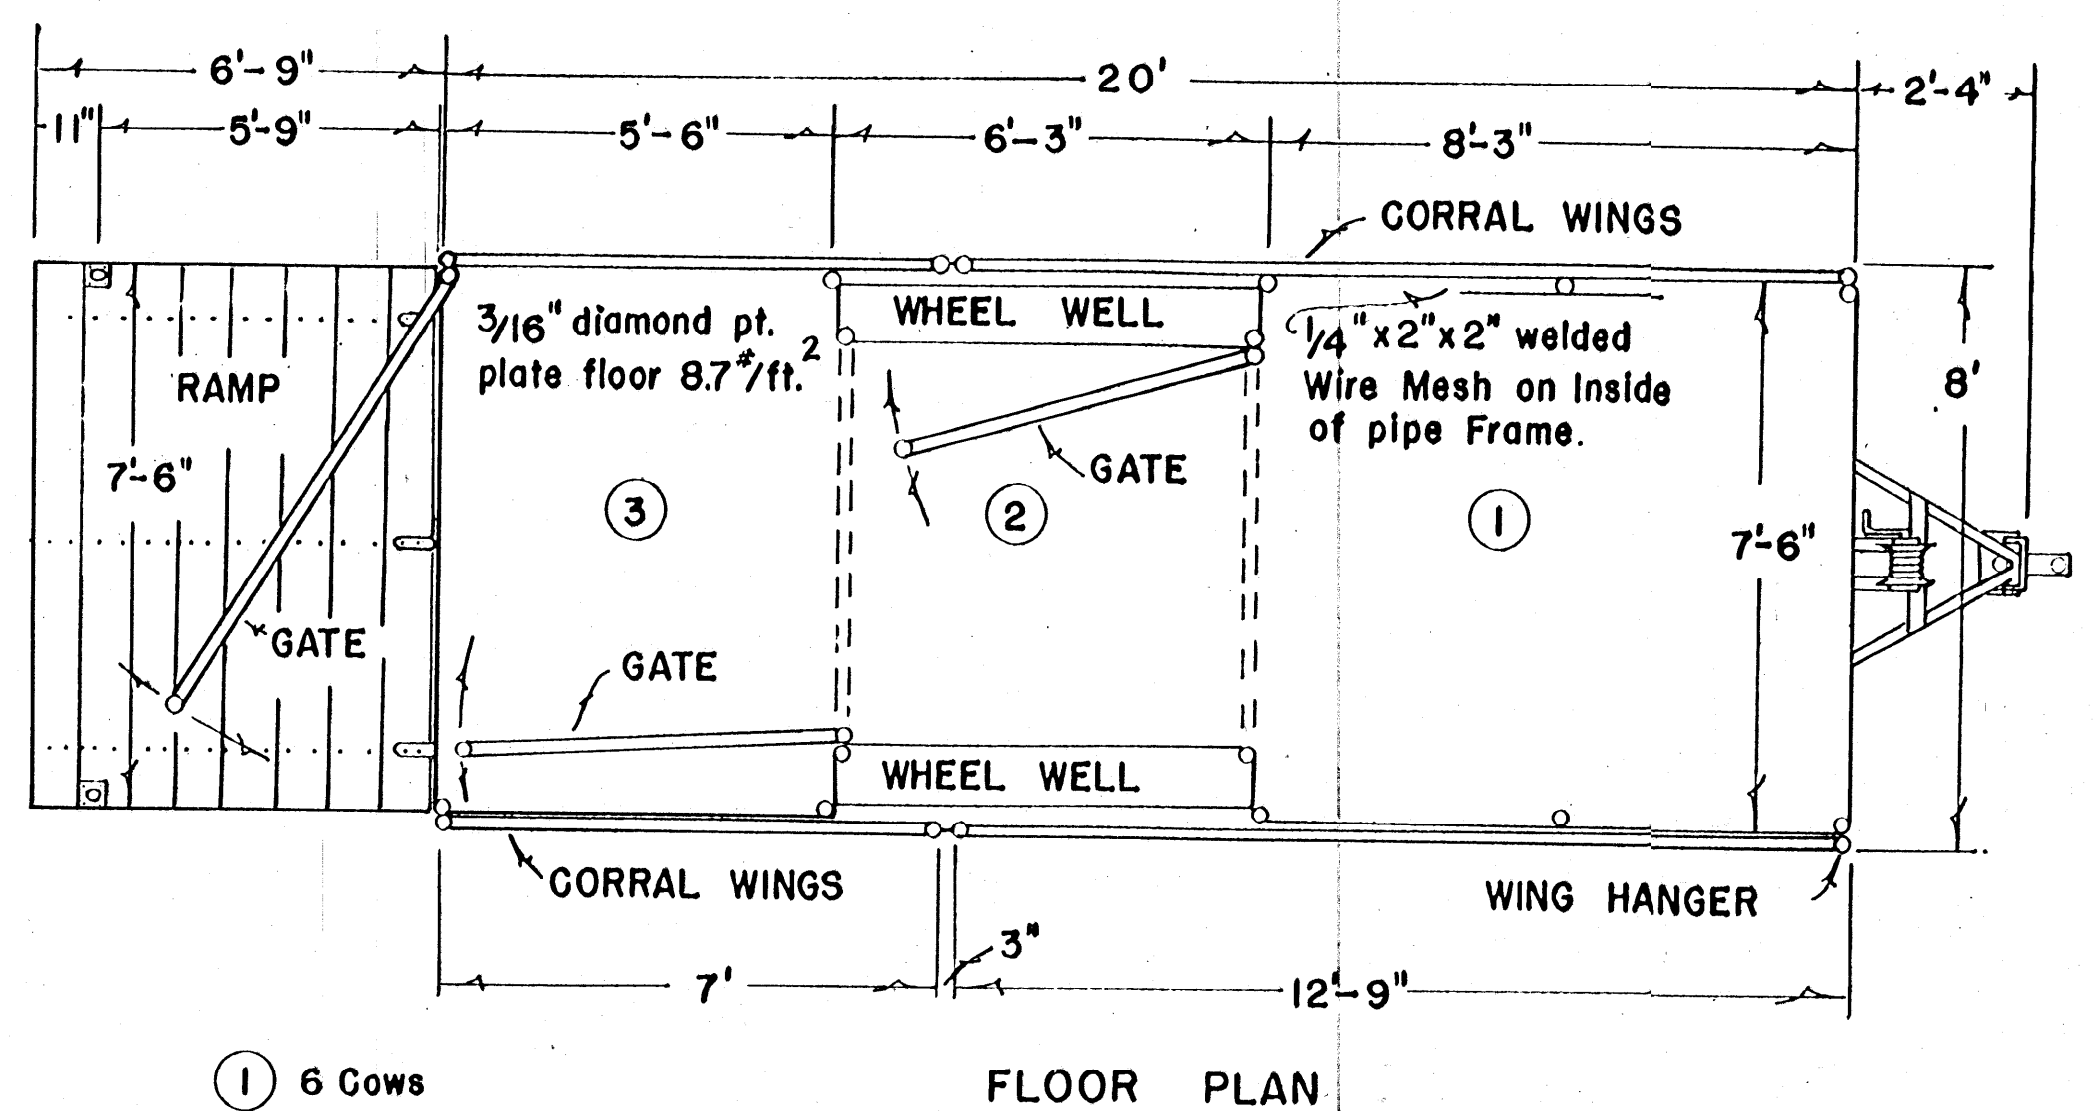 6'-9" 20' 2'-4"
11" 5'-9" 5'-6" 6'-3" 8'-3"
CORRAL WINGS
WHEEL WELL
3/16" diamond pt.
plate floor 8.7#/ft.2
1/4"x2"x2" welded
Wire Mesh on Inside
of pipe Frame.
RAMP
8'
7'-6"
GATE
3
2
1
7'-6"
GATE
GATE
WHEEL WELL
CORRAL WINGS
WING HANGER
3"
7'
12'-9"
1 6 Cows
FLOOR PLAN